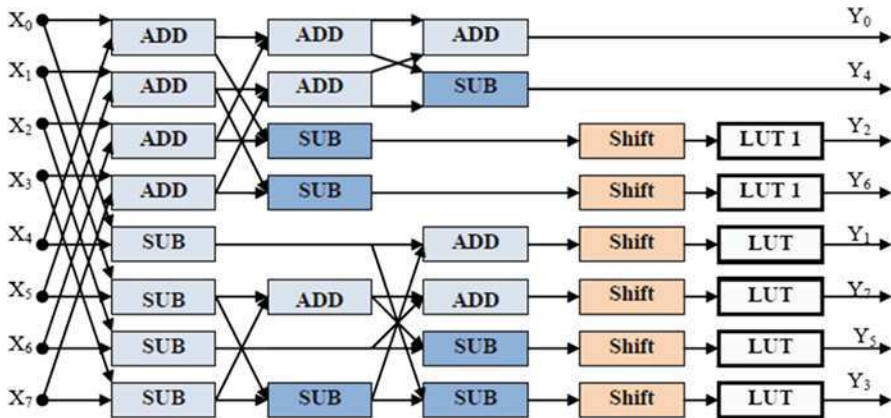 X0 ADD ADD ADD Y0
X1 ADD ADD SUB Y4
X2 ADD SUB Shift LUT 1 Y2
X3 ADD SUB Shift LUT 1 Y6
X4 SUB ADD Shift LUT Y1
X5 SUB ADD ADD Shift LUT Y7
X6 SUB SUB Shift LUT Y5
X7 SUB SUB SUB Shift LUT Y3